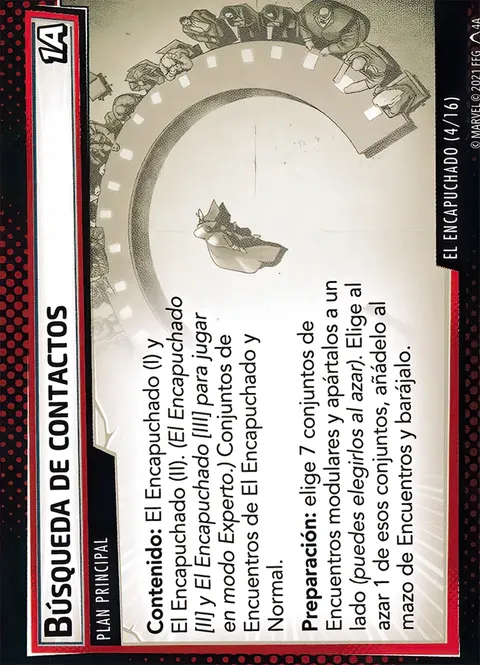 BÚSQUEDA DE CONTACTOS
1A
PLAN PRINCIPAL
Contenido: El Encapuchado (I) y
El Encapuchado (II). (El Encapuchado
[II] y El Encapuchado [III] para jugar
en modo Experto.) Conjuntos de
Encuentros de El Encapuchado y
Normal.
Preparación: elige 7 conjuntos de
Encuentros modulares y apártalos a un
lado (puedes elegirlos al azar). Elige al
azar 1 de esos conjuntos, añádelo al
mazo de Encuentros y barájalo.
EL ENCAPUCHADO (4/16)
© MARVEL © 2021 FFG 4A